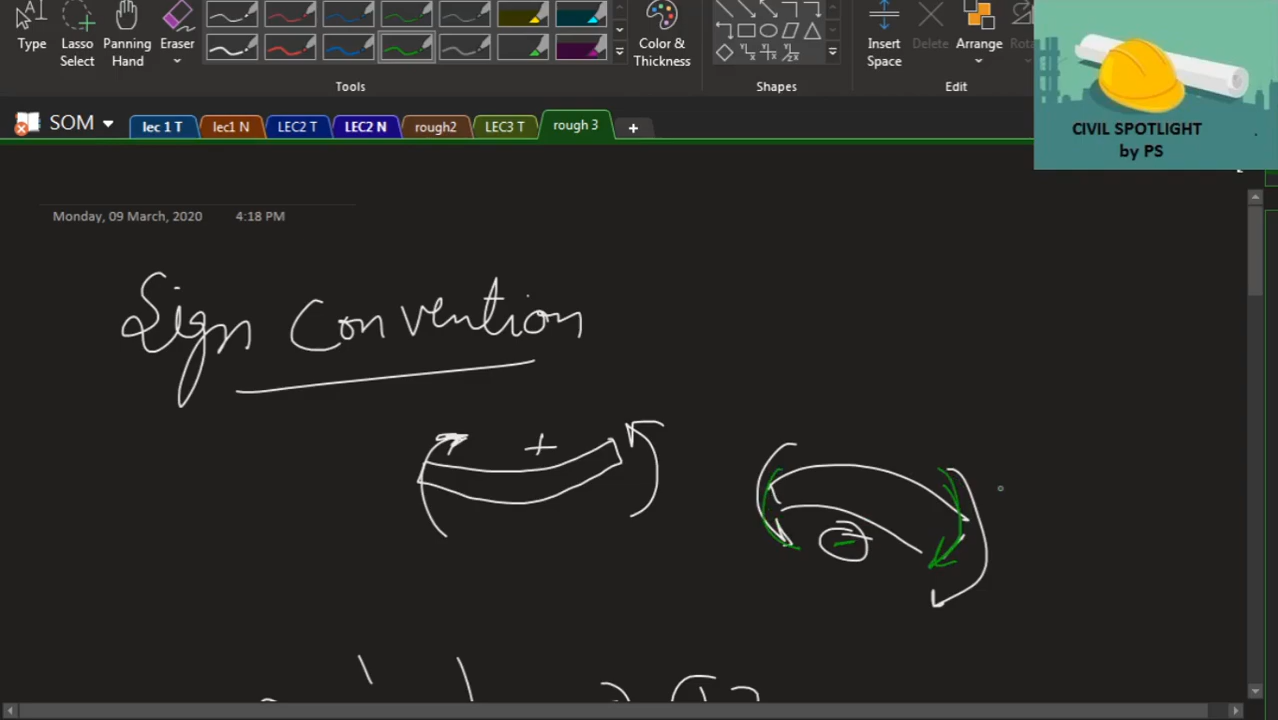 Type
Lasso Select
Panning Hand
Eraser
Color & Thickness
Insert Space
Delete
Arrange
Tools
Shapes
Edit
CIVIL SPOTLIGHT
by PS
SOM
lec 1 T
lec1 N
LEC2 T
LEC2 N
rough2
LEC3 T
rough 3
+
Monday, 09 March, 2020 4:18 PM
Sign Convention
+
-